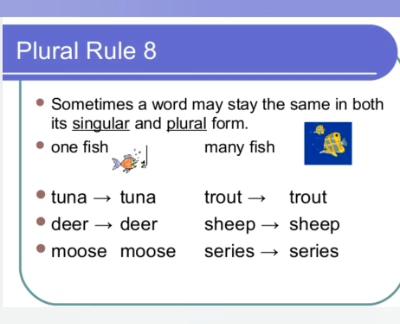 Plural Rule 8
Sometimes a word may stay the same in both
its singular and plural form.
one fish many fish
tuna → tuna trout → trout
deer → deer sheep → sheep
moose moose series → series